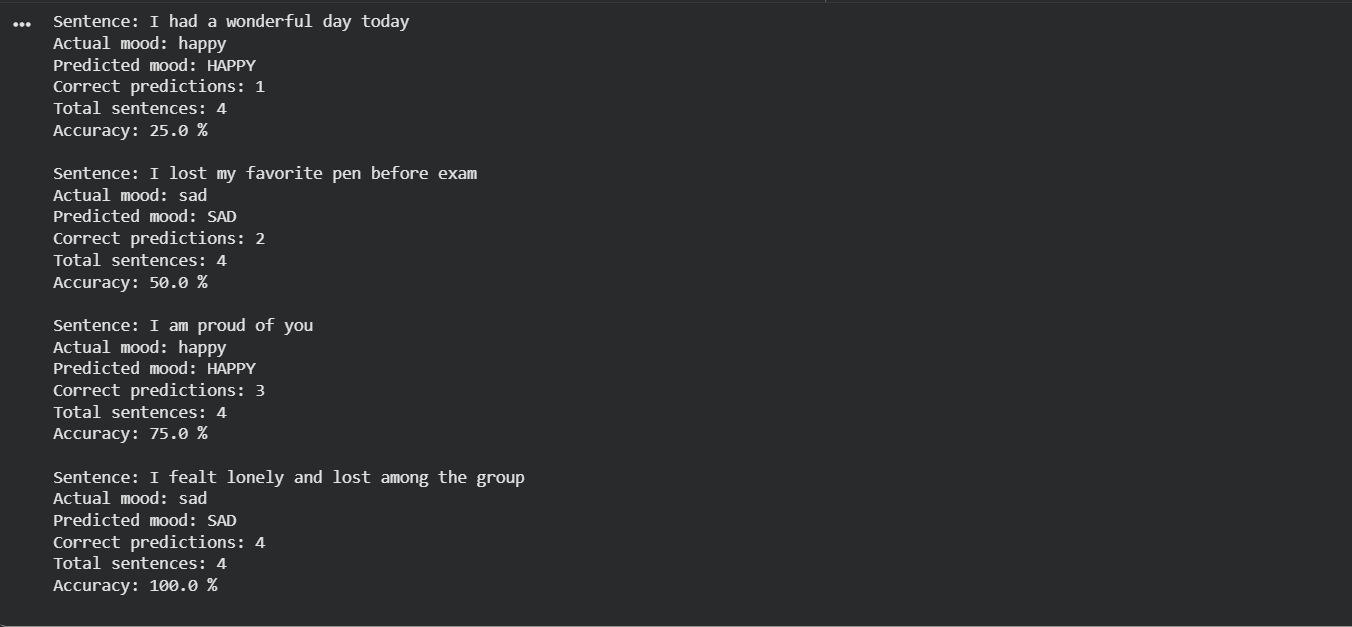 Sentence: I had a wonderful day today
Actual mood: happy
Predicted mood: HAPPY
Correct predictions: 1
Total sentences: 4
Accuracy: 25.0 %
Sentence: I lost my favorite pen before exam
Actual mood: sad
Predicted mood: SAD
Correct predictions: 2
Total sentences: 4
Accuracy: 50.0 %
Sentence: I am proud of you
Actual mood: happy
Predicted mood: HAPPY
Correct predictions: 3
Total sentences: 4
Accuracy: 75.0 %
Sentence: I fealt lonely and lost among the group
Actual mood: sad
Predicted mood: SAD
Correct predictions: 4
Total sentences: 4
Accuracy: 100.0 %